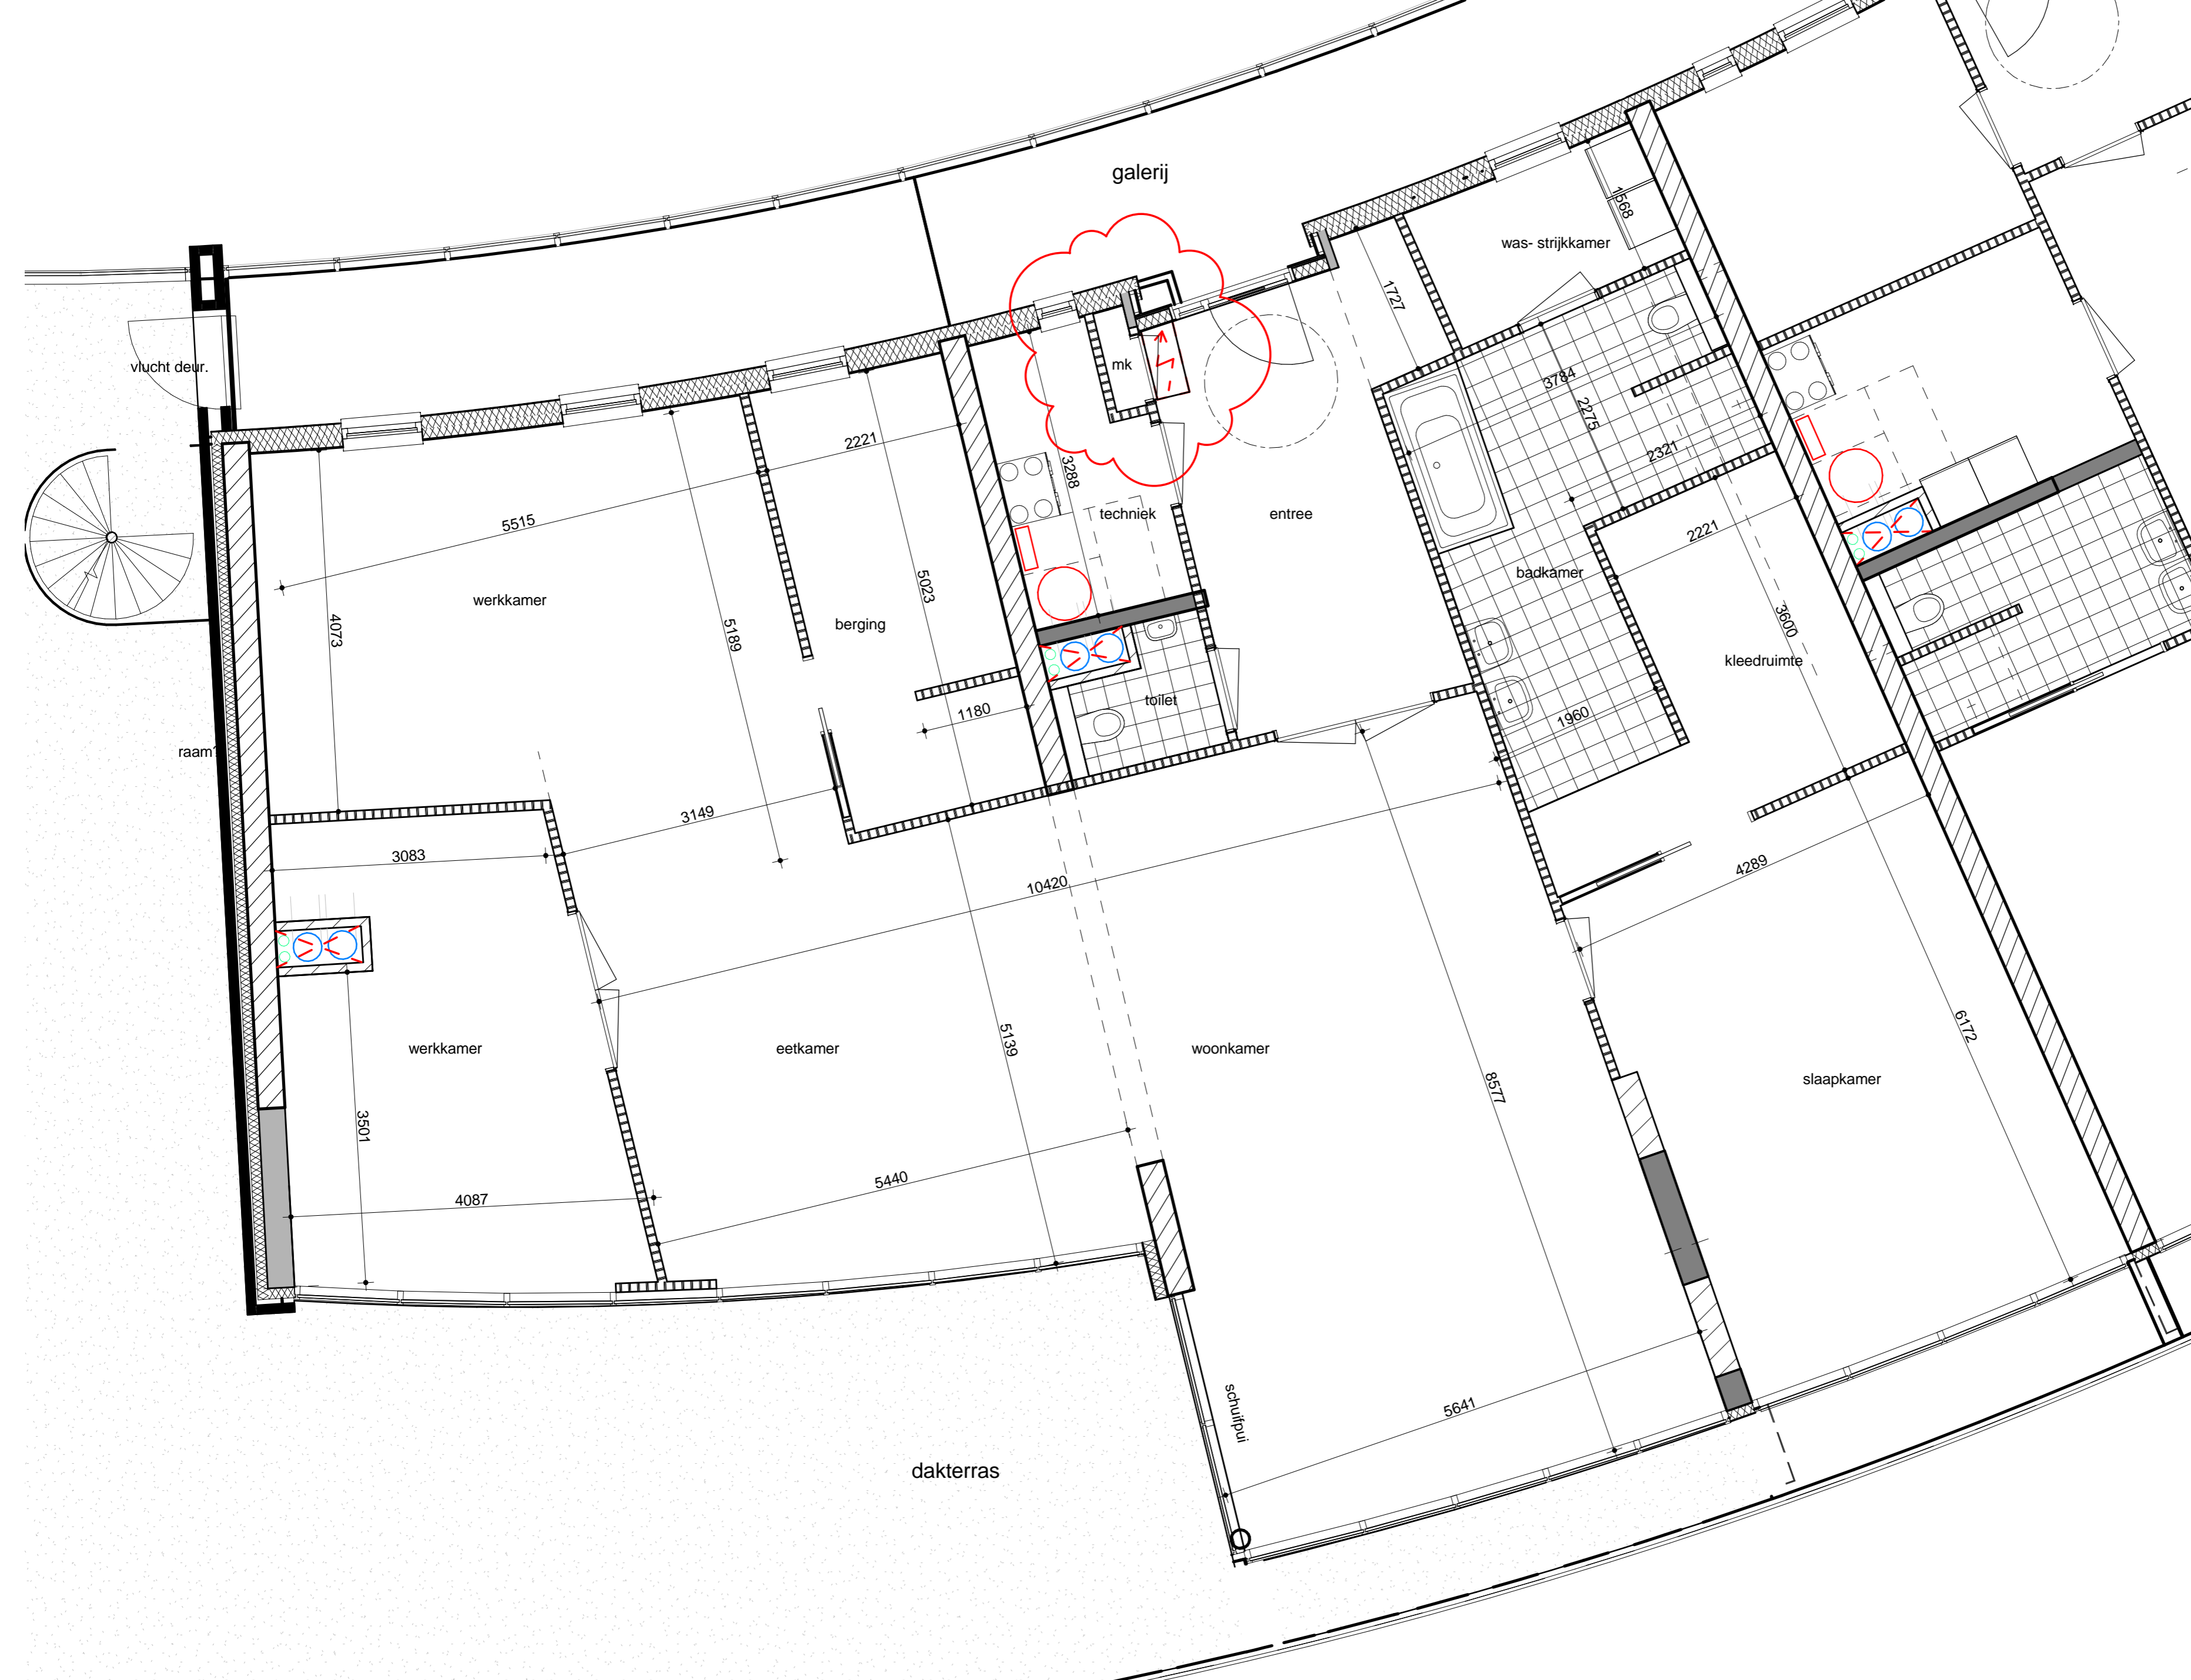 galerij
1568
was- strijkkamer
1727
vlucht deur.
mk
3784
2275
2221
2321
3288
5515
techniek
entree
2221
badkamer
5023
werkkamer
4073
5189
berging
3600
kleedruimte
toilet
1180
1960
raam?
3149
3083
4289
10420
6172
werkkamer
eetkamer
5139
woonkamer
8577
slaapkamer
3501
5440
4087
5641
schuifpui
dakterras